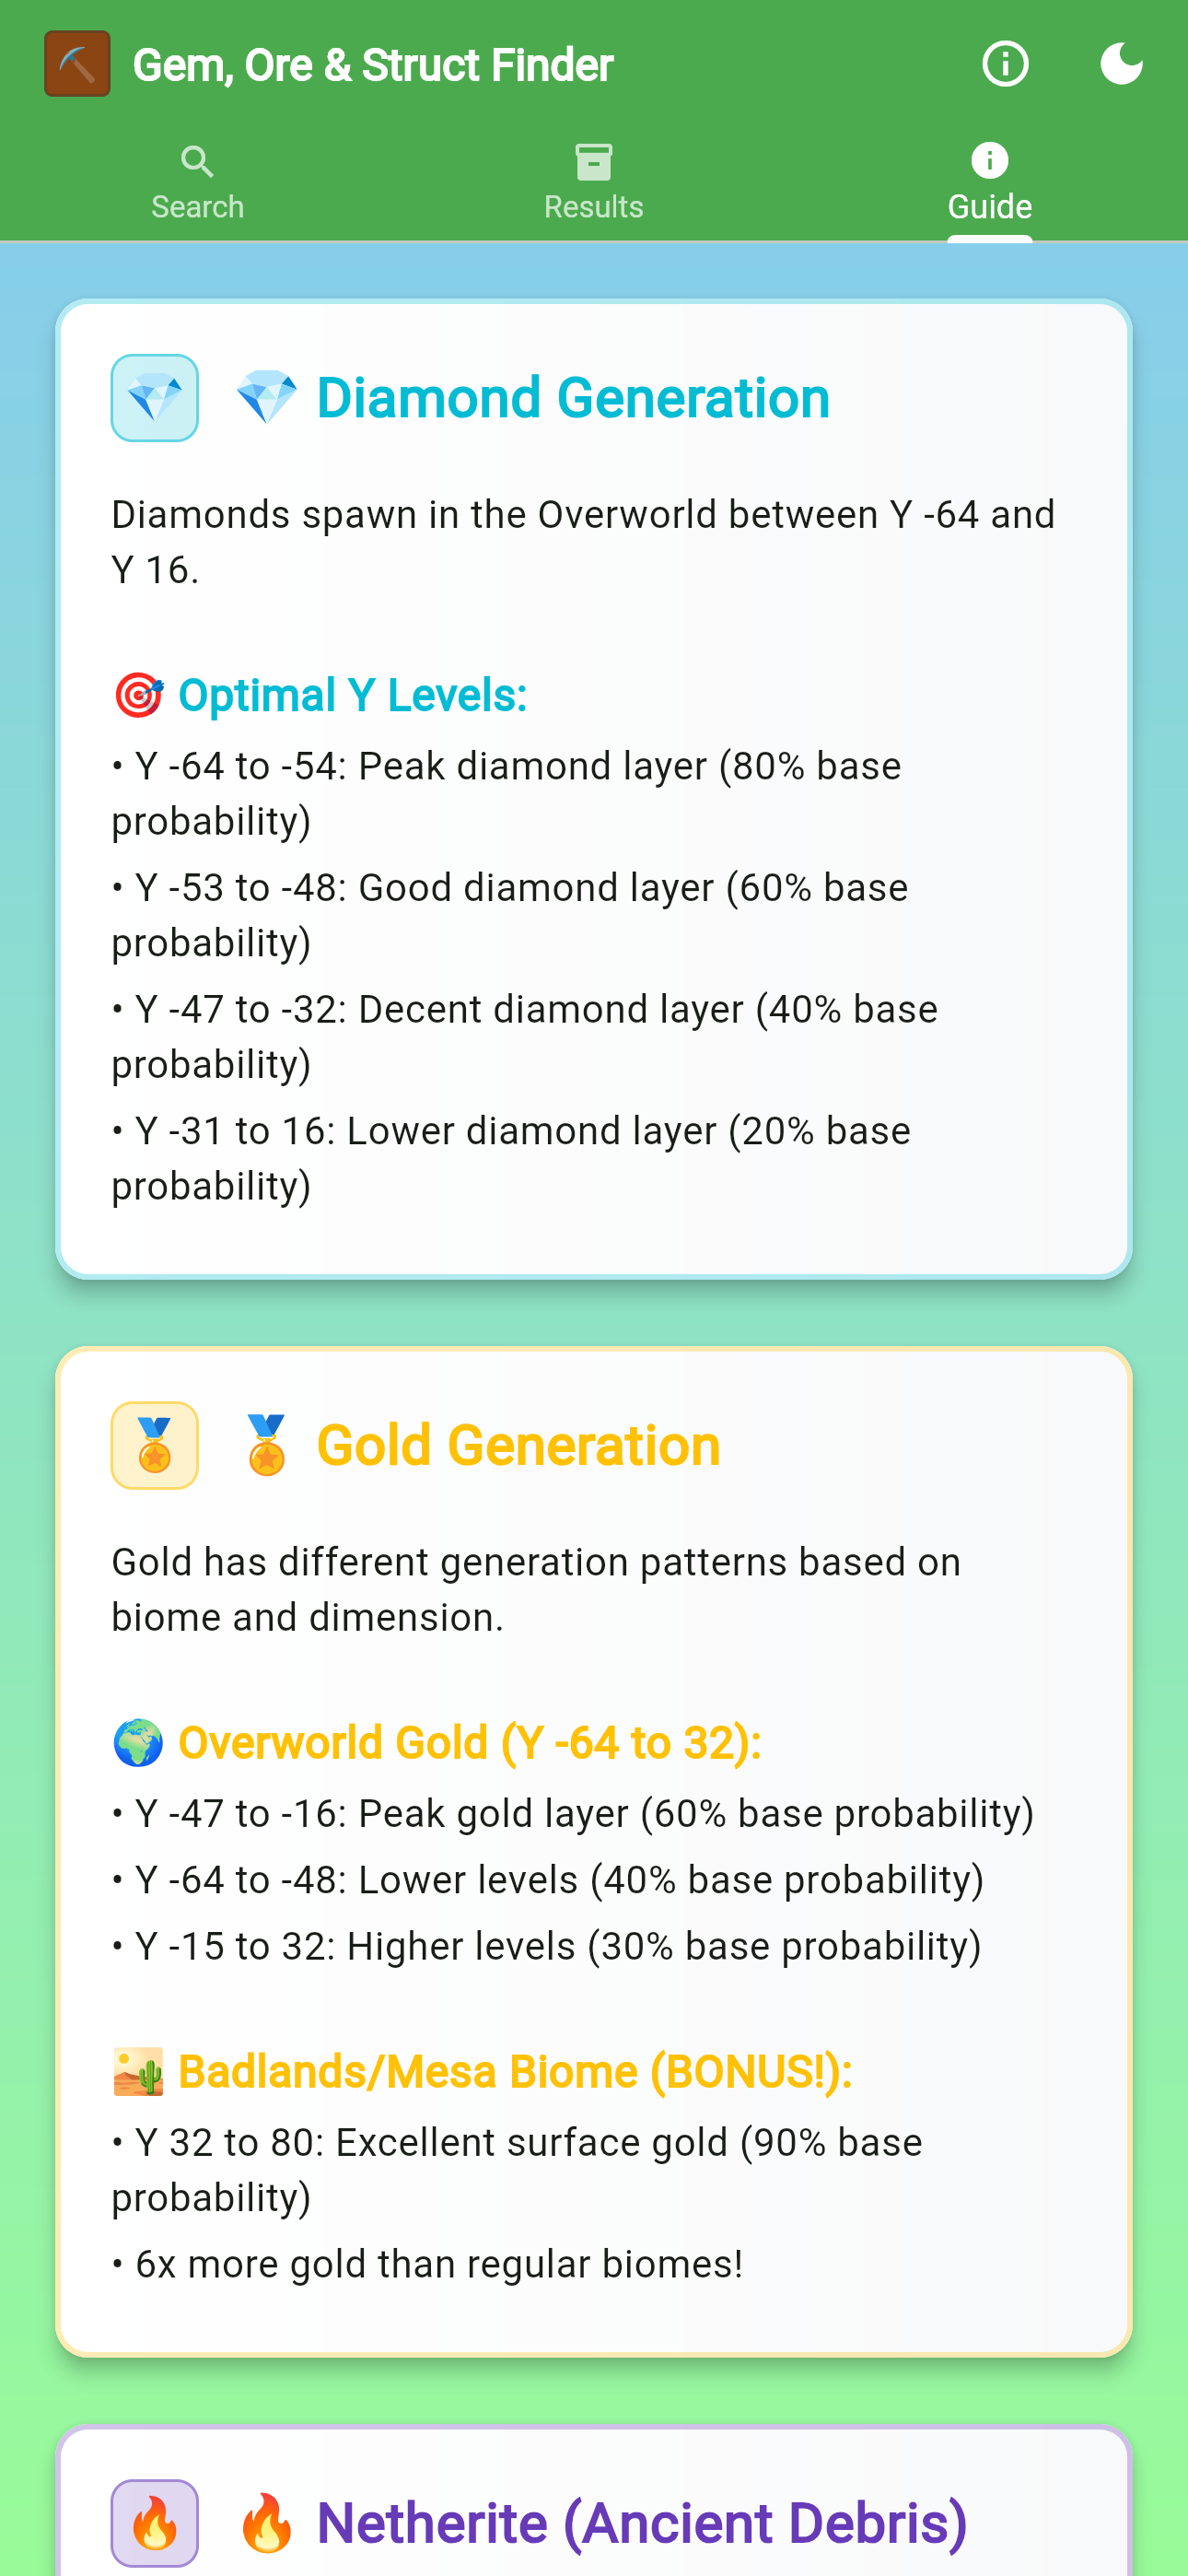 Gem, Ore & Struct Finder
Search
Results
Guide
Diamond Generation
Diamonds spawn in the Overworld between Y -64 and
Y 16.
Optimal Y Levels:
• Y -64 to -54: Peak diamond layer (80% base
probability)
• Y -53 to -48: Good diamond layer (60% base
probability)
• Y -47 to -32: Decent diamond layer (40% base
probability)
• Y -31 to 16: Lower diamond layer (20% base
probability)
Gold Generation
Gold has different generation patterns based on
biome and dimension.
Overworld Gold (Y -64 to 32):
• Y -47 to -16: Peak gold layer (60% base probability)
• Y -64 to -48: Lower levels (40% base probability)
• Y -15 to 32: Higher levels (30% base probability)
Badlands/Mesa Biome (BONUS!):
• Y 32 to 80: Excellent surface gold (90% base
probability)
• 6x more gold than regular biomes!
Netherite (Ancient Debris)